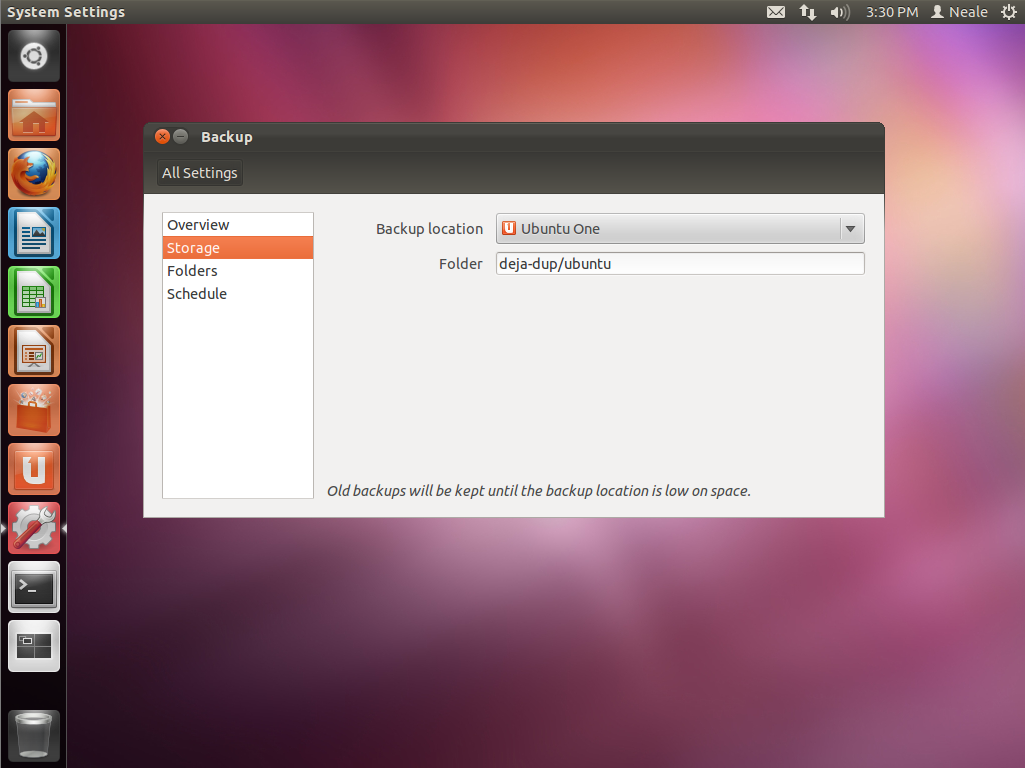 System Settings
3:30 PM Neale
Backup
All Settings
Overview
Storage
Folders
Schedule
Backup location Ubuntu One
Folder deja-dup/ubuntu
Old backups will be kept until the backup location is low on space.